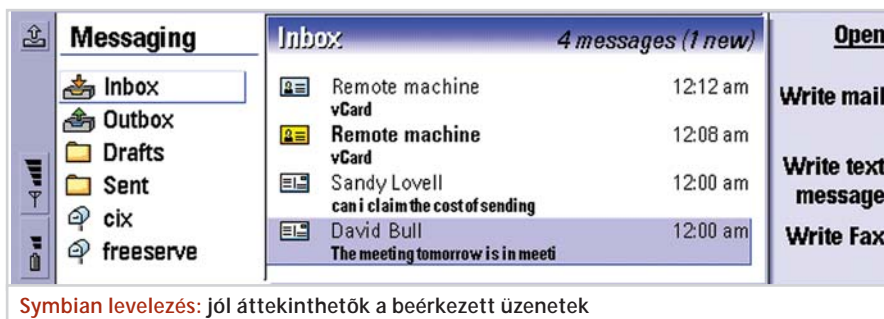 Messaging
Inbox
Outbox
Drafts
Sent
cix
freeserve
Inbox 4 messages (1 new)
Remote machine 12:12 am
vCard
Remote machine 12:08 am
vCard
Sandy Lovell 12:00 am
can i claim the cost of sending
David Bull 12:00 am
The meeting tomorrow is in meeti
Open
Write mail
Write text
message
Write Fax
Symbian levelezés: jól áttekinthetõk a beérkezett üzenetek